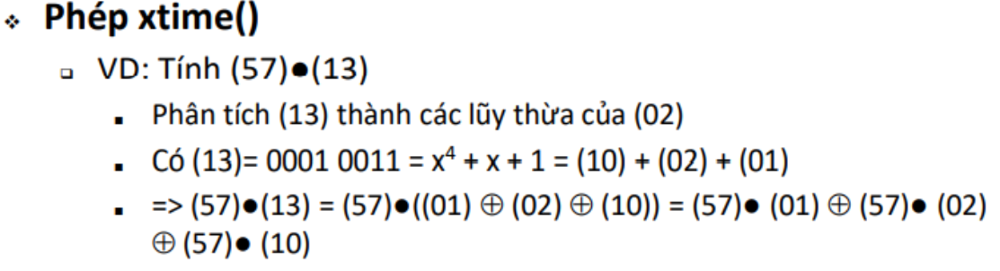 ❖ Phép xtime()
❑ VD: Tính (57)●(13)
▪ Phân tích (13) thành các lũy thừa của (02)
▪ Có (13)= 0001 0011 = x⁴ + x + 1 = (10) + (02) + (01)
▪ => (57)●(13) = (57)●((01) ⊕ (02) ⊕ (10)) = (57)● (01) ⊕ (57)● (02)
⊕ (57)● (10)